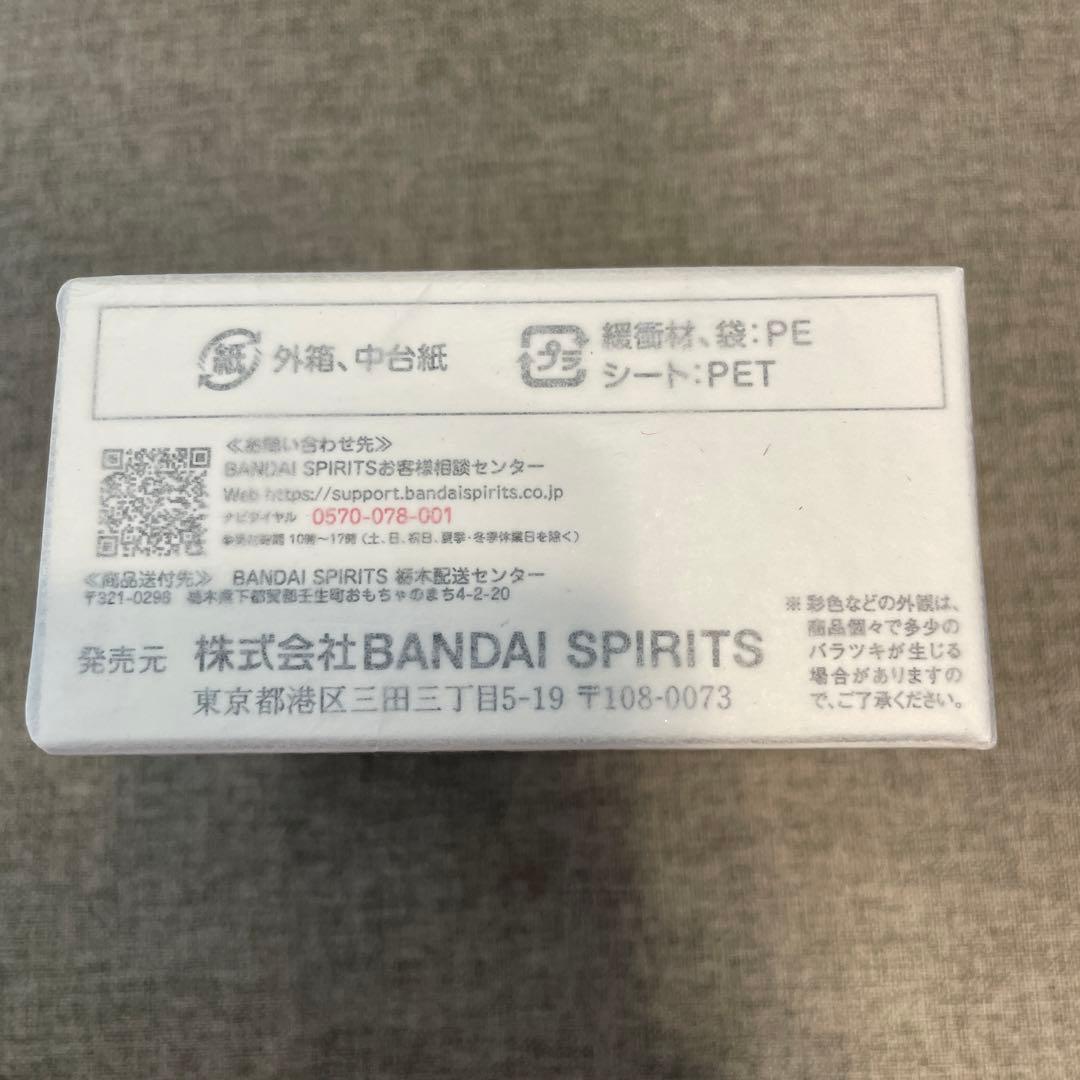 紙 外箱、中台紙
プラ 緩衝材、袋:PE
シート:PET
≪お問い合わせ先≫
BANDAI SPIRITSお客様相談センター
Web https://support.bandaispirits.co.jp
ナビダイヤル 0570-078-001
※受付時間 10時~17時(土、日、祝日、夏季・冬季休業日を除く)
≪商品送付先≫ BANDAI SPIRITS 栃木配送センター
〒321-0298 栃木県下都賀郡壬生町おもちゃのまち4-2-20
発売元 株式会社BANDAI SPIRITS
東京都港区三田三丁目5-19 〒108-0073
※彩色などの外観は、
商品個々で多少の
バラツキが生じる
場合がありますの
で、ご了承ください。